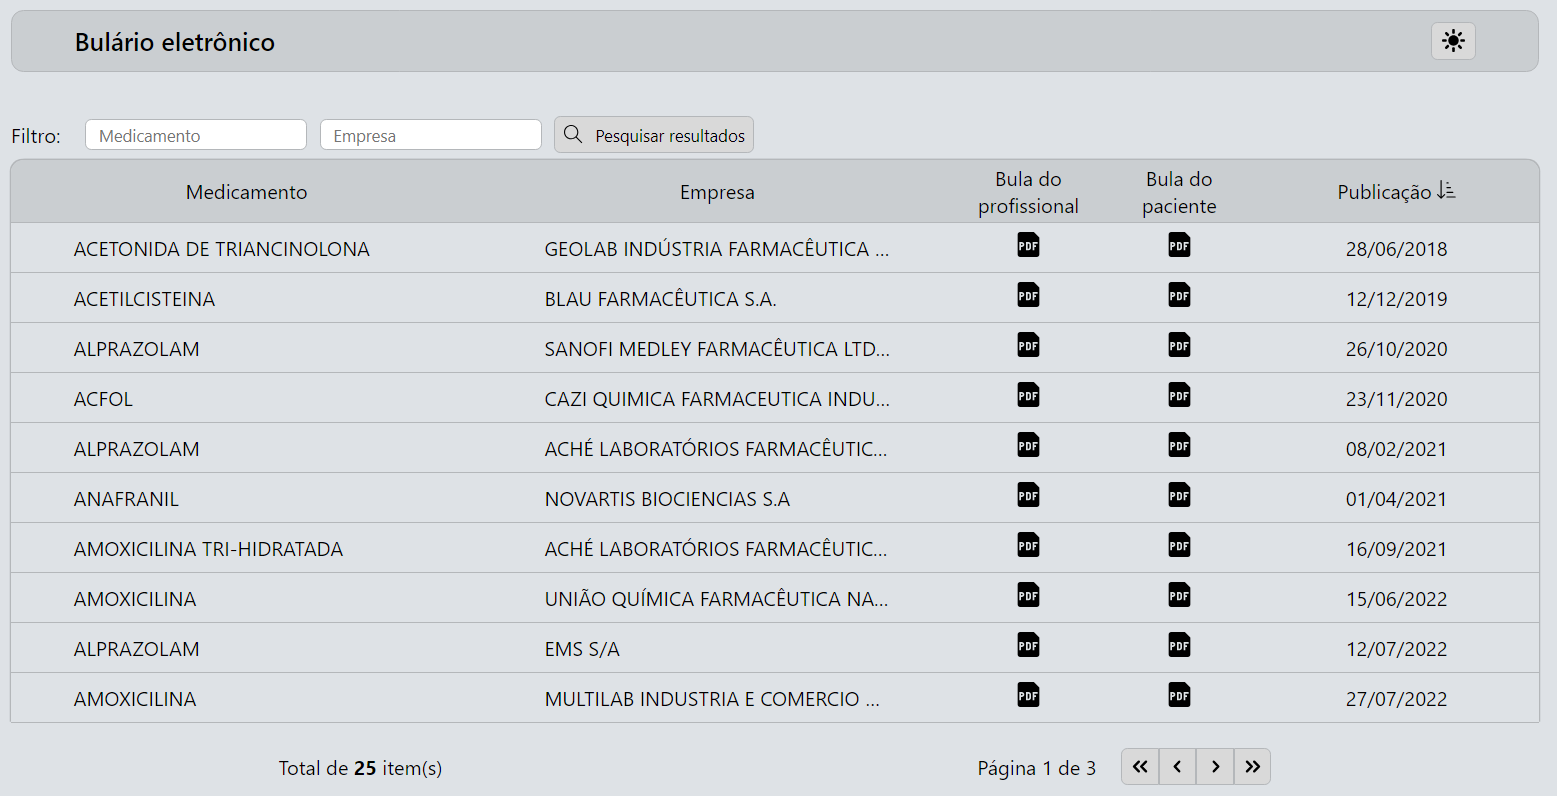 Bulário eletrônico
Filtro: Medicamento Empresa Pesquisar resultados
Medicamento Empresa Bula do profissional Bula do paciente Publicação
ACETONIDA DE TRIANCINOLONA GEOLAB INDÚSTRIA FARMACÊUTICA ... PDF PDF 28/06/2018
ACETILCISTEINA BLAU FARMACÊUTICA S.A. PDF PDF 12/12/2019
ALPRAZOLAM SANOFI MEDLEY FARMACÊUTICA LTD... PDF PDF 26/10/2020
ACFOL CAZI QUIMICA FARMACEUTICA INDU... PDF PDF 23/11/2020
ALPRAZOLAM ACHÉ LABORATÓRIOS FARMACÊUTIC... PDF PDF 08/02/2021
ANAFRANIL NOVARTIS BIOCIENCIAS S.A PDF PDF 01/04/2021
AMOXICILINA TRI-HIDRATADA ACHÉ LABORATÓRIOS FARMACÊUTIC... PDF PDF 16/09/2021
AMOXICILINA UNIÃO QUÍMICA FARMACÊUTICA NA... PDF PDF 15/06/2022
ALPRAZOLAM EMS S/A PDF PDF 12/07/2022
AMOXICILINA MULTILAB INDUSTRIA E COMERCIO ... PDF PDF 27/07/2022
Total de 25 item(s) Página 1 de 3